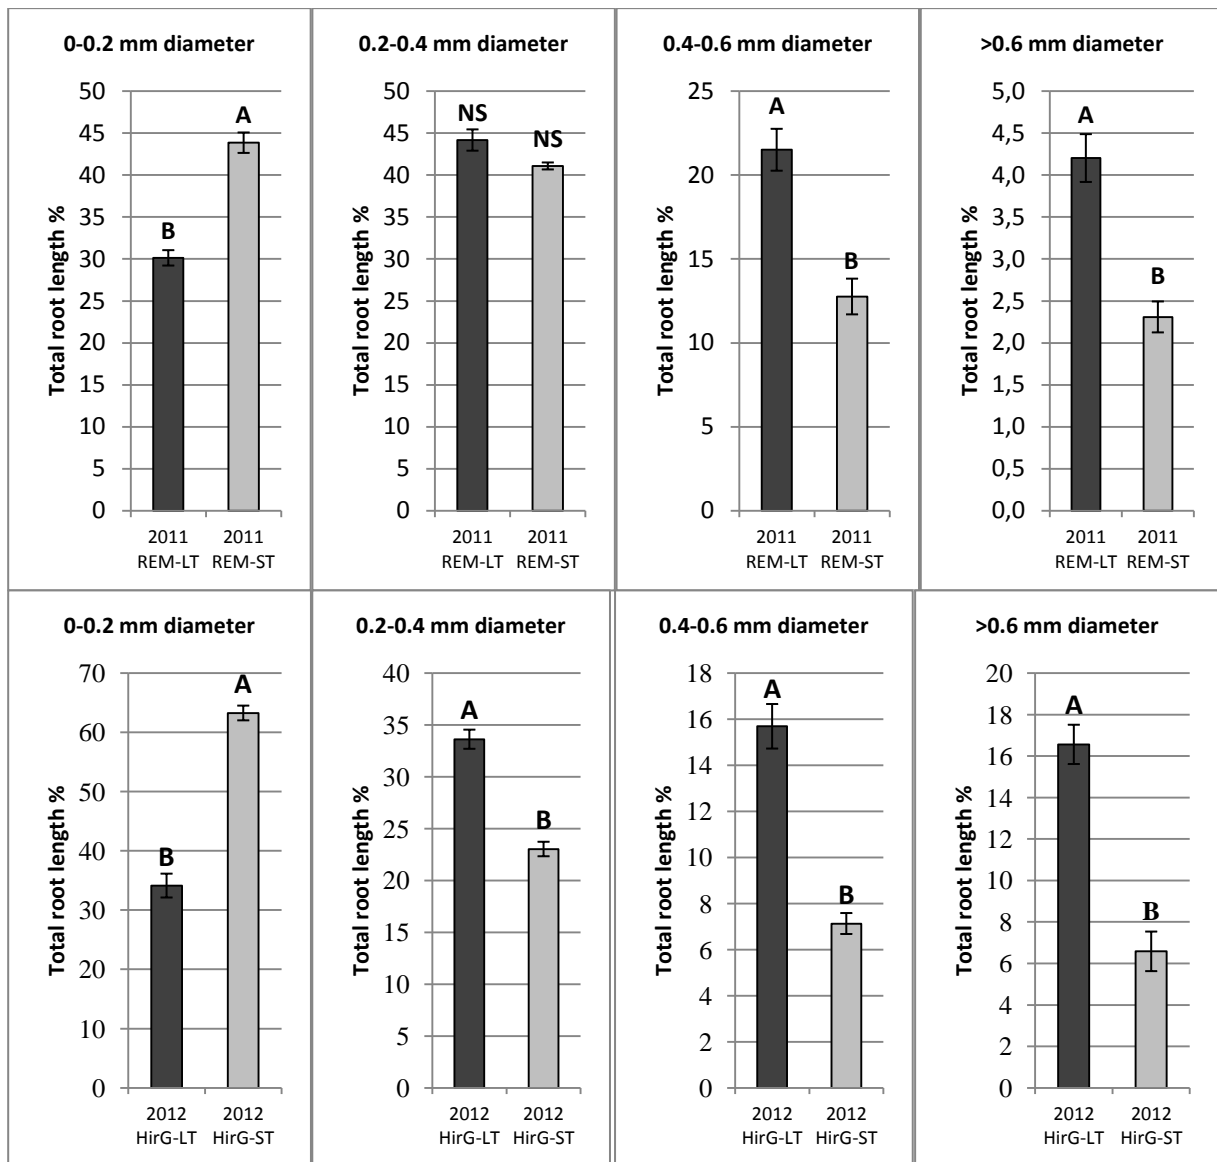 0-0.2 mm diameter
Total root length %
50
45
40
35
30
25
20
15
10
5
0
B
A
2011 2011
REM-LT REM-ST
0.2-0.4 mm diameter
Total root length %
50
45
40
35
30
25
20
15
10
5
0
NS
NS
2011 2011
REM-LT REM-ST
0.4-0.6 mm diameter
Total root length %
25
20
15
10
5
0
A
B
2011 2011
REM-LT REM-ST
>0.6 mm diameter
Total root length %
5,0
4,5
4,0
3,5
3,0
2,5
2,0
1,5
1,0
0,5
0,0
A
B
2011 2011
REM-LT REM-ST
0-0.2 mm diameter
Total root length %
70
60
50
40
30
20
10
0
B
A
2012 2012
HirG-LT HirG-ST
0.2-0.4 mm diameter
Total root length %
40
35
30
25
20
15
10
5
0
A
B
2012 2012
HirG-LT HirG-ST
0.4-0.6 mm diameter
Total root length %
18
16
14
12
10
8
6
4
2
0
A
B
2012 2012
HirG-LT HirG-ST
>0.6 mm diameter
Total root length %
20
18
16
14
12
10
8
6
4
2
0
A
B
2012 2012
HirG-LT HirG-ST